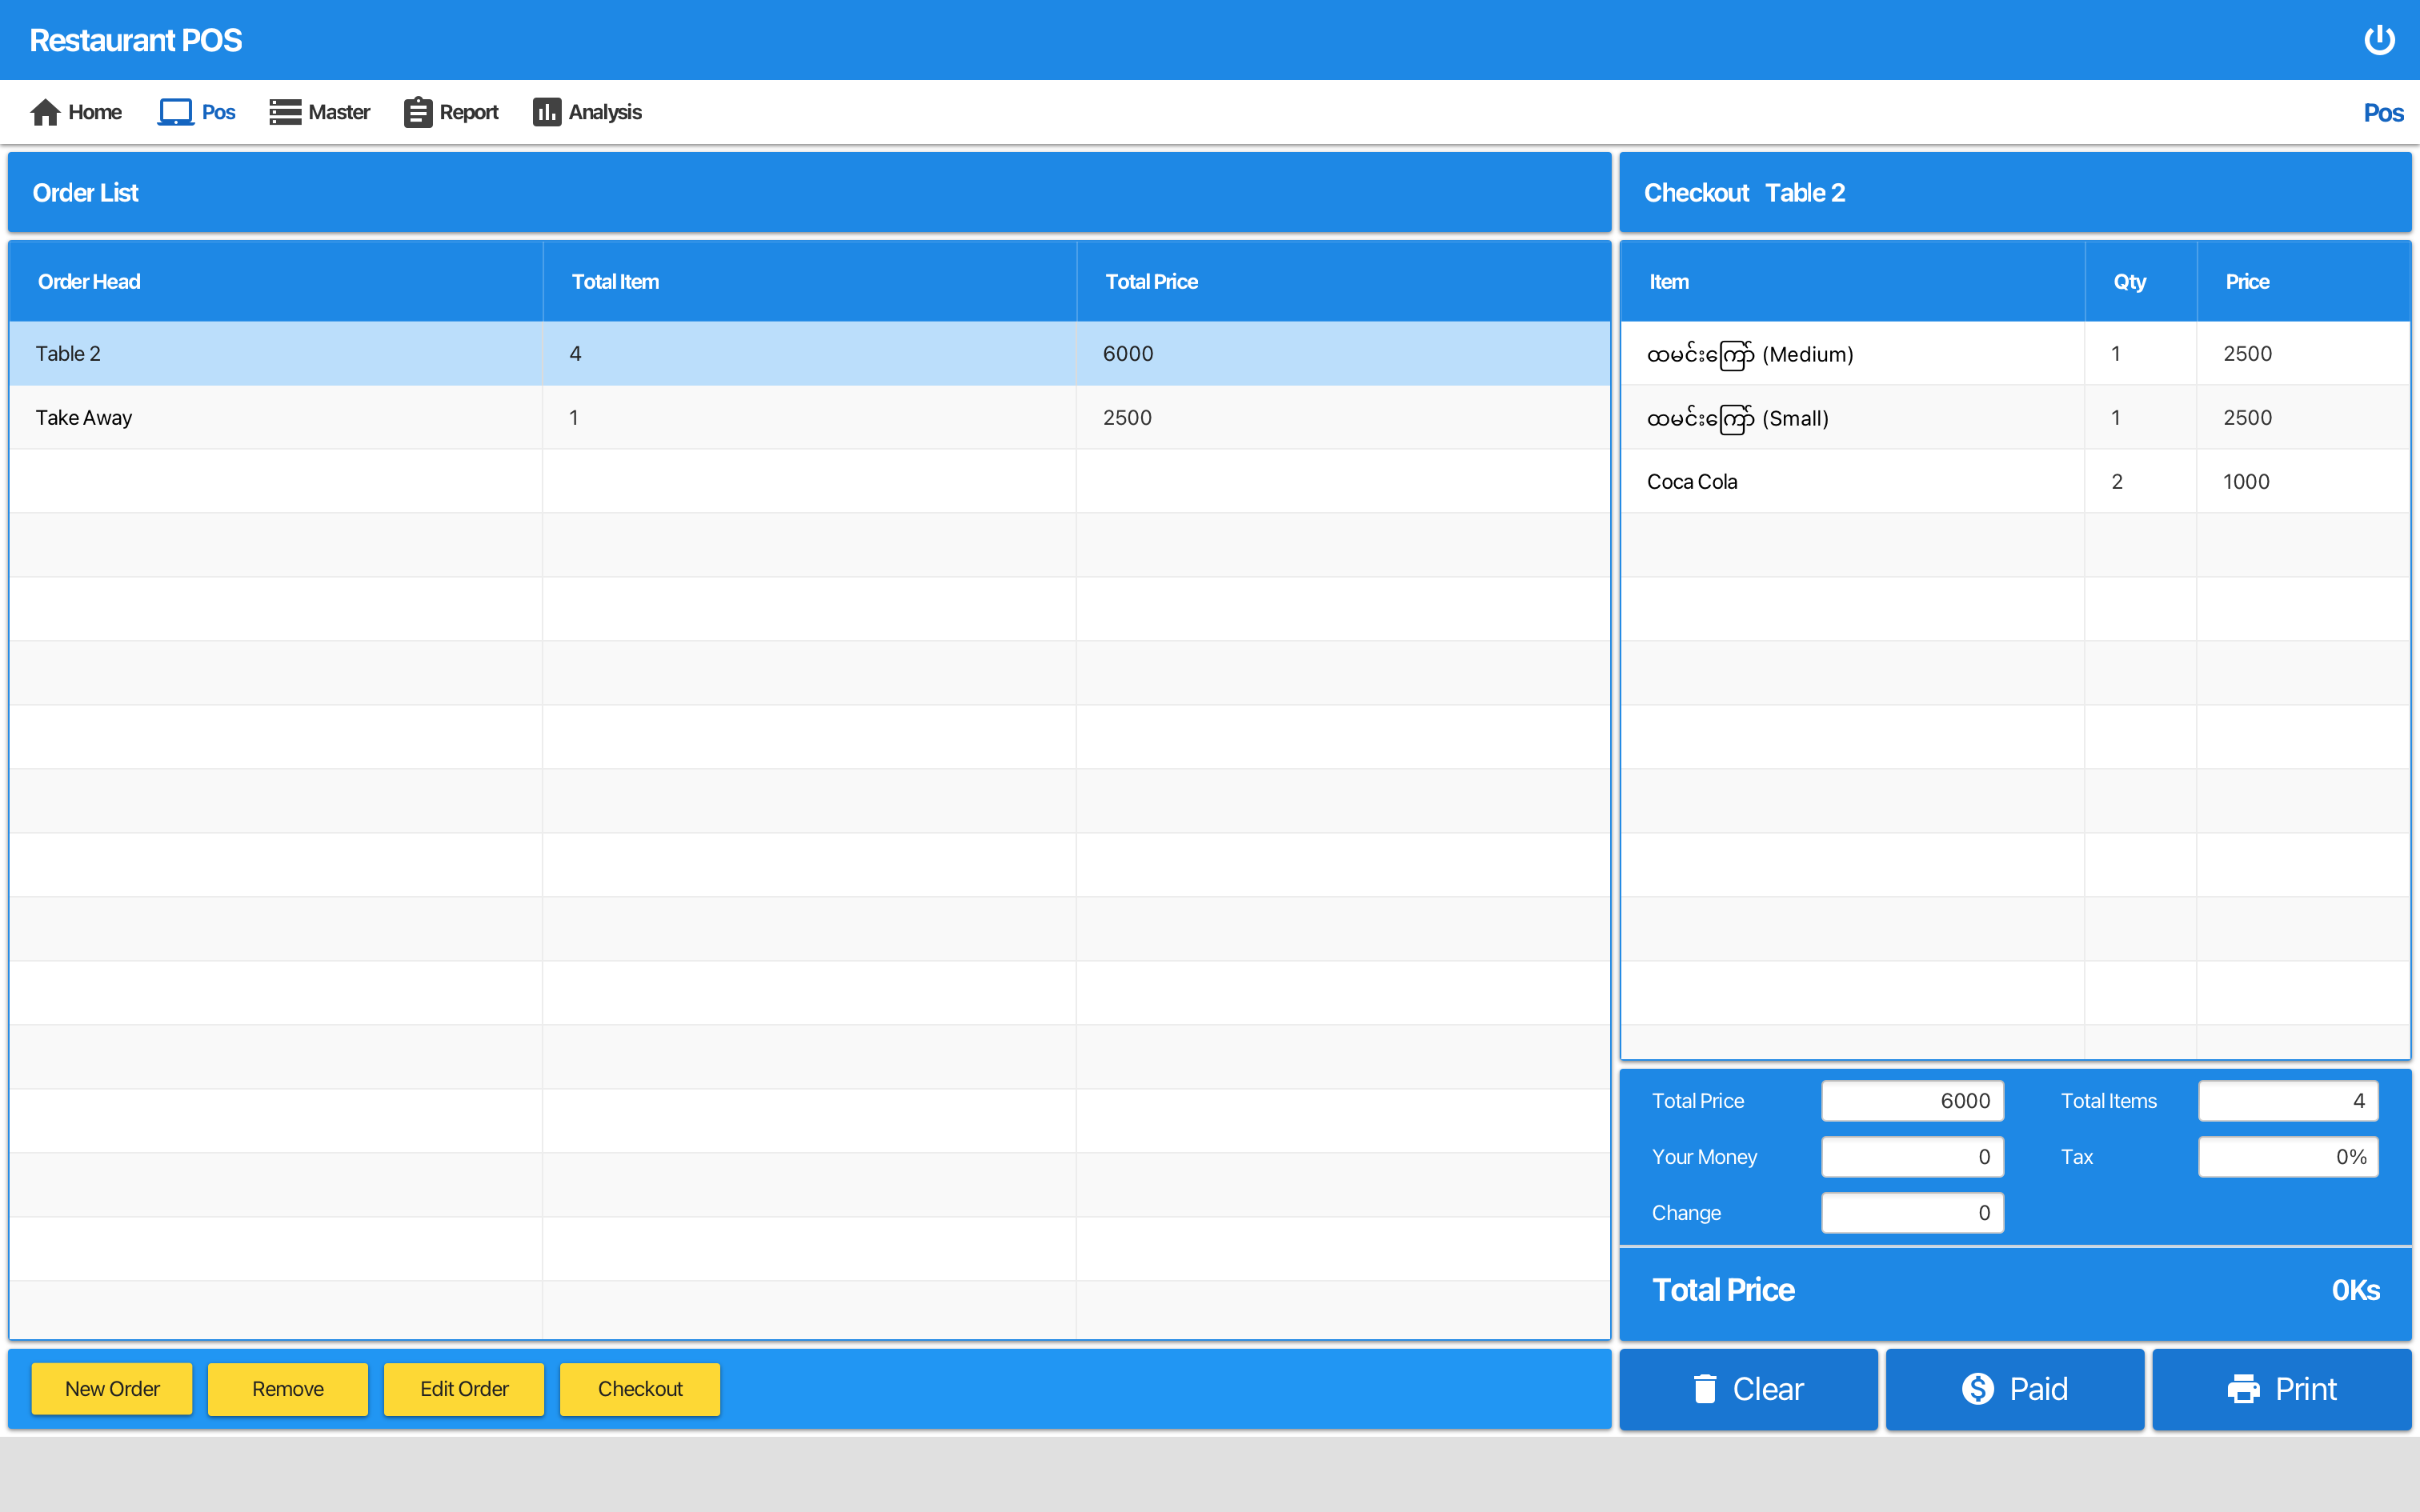 Restaurant POS
Home Pos Master Report Analysis Pos
Order List
Order Head Total Item Total Price
Table 2 4 6000
Take Away 1 2500
New Order Remove Edit Order Checkout
Checkout Table 2
Item Qty Price
ထမင်းကြော် (Medium) 1 2500
ထမင်းကြော် (Small) 1 2500
Coca Cola 2 1000
Total Price 6000 Total Items 4
Your Money 0 Tax 0%
Change 0
Total Price 0Ks
Clear Paid Print